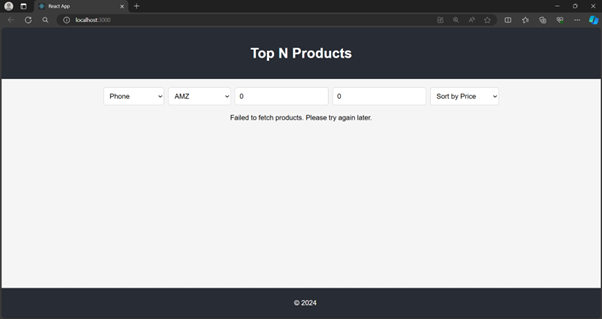 React App
localhost:3000
Top N Products
Phone AMZ 0 0 Sort by Price
Failed to fetch products. Please try again later.
© 2024